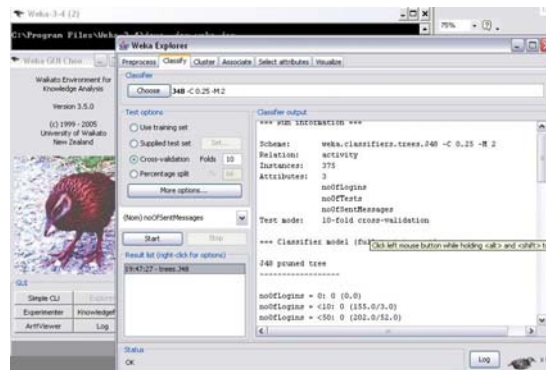 Weka-3-4 (2)
C:\Program Files\Weka-3-4
75%
Weka GUI Choo
Waikato Environment for
Knowledge Analysis
Version 3.5.0
(c) 1999 - 2005
University of Waikato
New Zealand
GUI
Simple CLI
Explorer
Experimenter
KnowledgeF
ArffViewer
Log
Weka Explorer
Preprocess
Classify
Cluster
Associate
Select attributes
Visualize
Classifier
Choose
J48 -C 0.25 -M 2
Test options
Use training set
Supplied test set
Set...
Cross-validation
Folds
10
Percentage split
%
More options...
(Nom) noOfSentMessages
Start
Stop
Result list (right-click for options)
19:47:27 - trees.J48
Classifier output
=== Run information ===
Scheme: weka.classifiers.trees.J48 -C 0.25 -M 2
Relation: activity
Instances: 375
Attributes: 3
noOfLogins
noOfTests
noOfSentMessages
Test mode: 10-fold cross-validation
=== Classifier model (ful
Click left mouse button while holding <alt> and <shift> t
J48 pruned tree
------------------
noOfLogins = 0: 0 (0.0)
noOfLogins = <10: 0 (155.0/3.0)
noOfLogins = <50: 0 (202.0/52.0)
Status
OK
Log
x